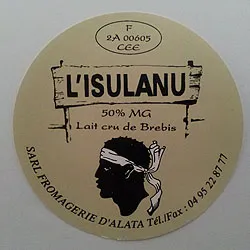 F
2A 00605
CEE
L'ISULANU
50% MG
Lait cru de Brebis
SARL FROMAGERIE D'ALATA Tél./Fax : 04 95 22 87 77